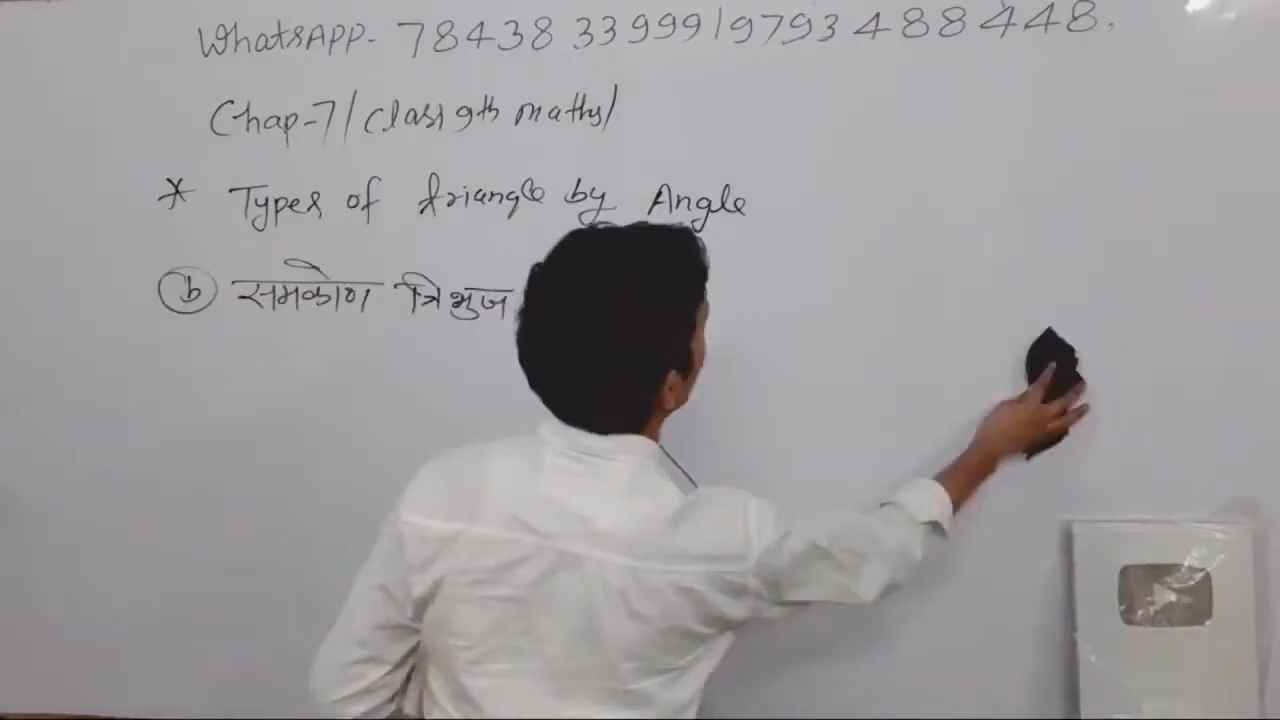 WhatsAPP- 78438 33999/9793488448,
Chap-7/Class 9th maths/
* Types of triangle by Angle
(b) समकोण त्रिभुज